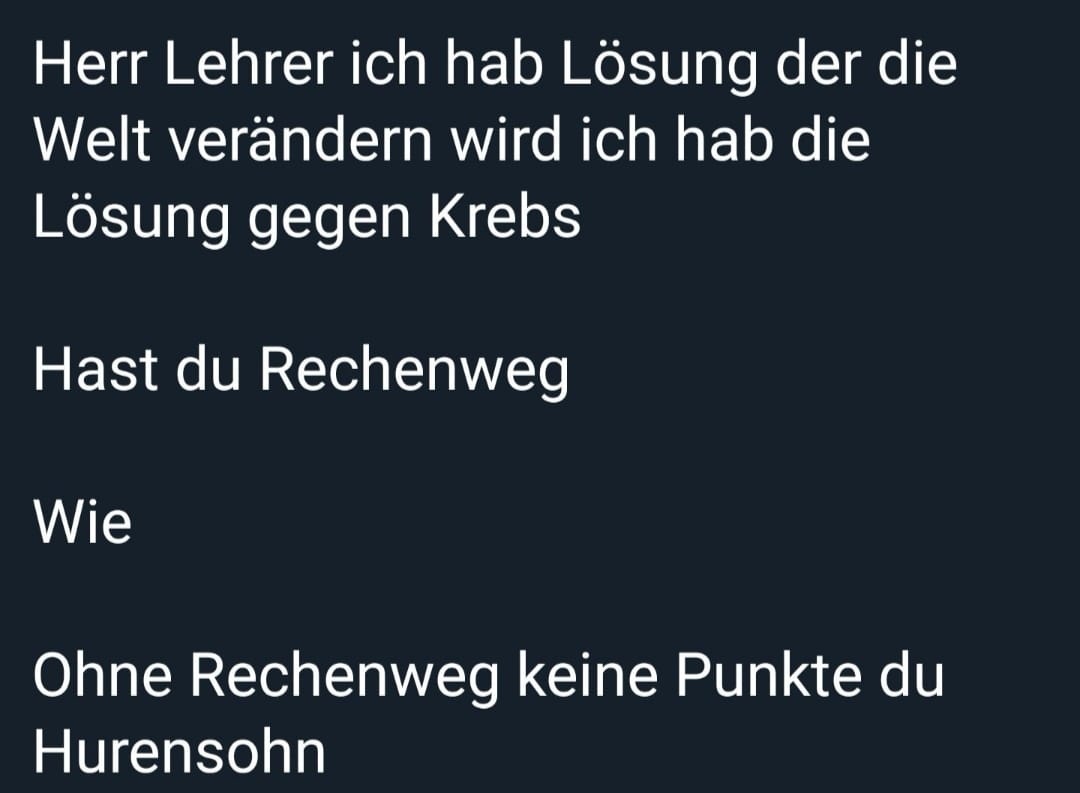 Herr Lehrer ich hab Lösung der die
Welt verändern wird ich hab die
Lösung gegen Krebs
Hast du Rechenweg
Wie
Ohne Rechenweg keine Punkte du
Hurensohn